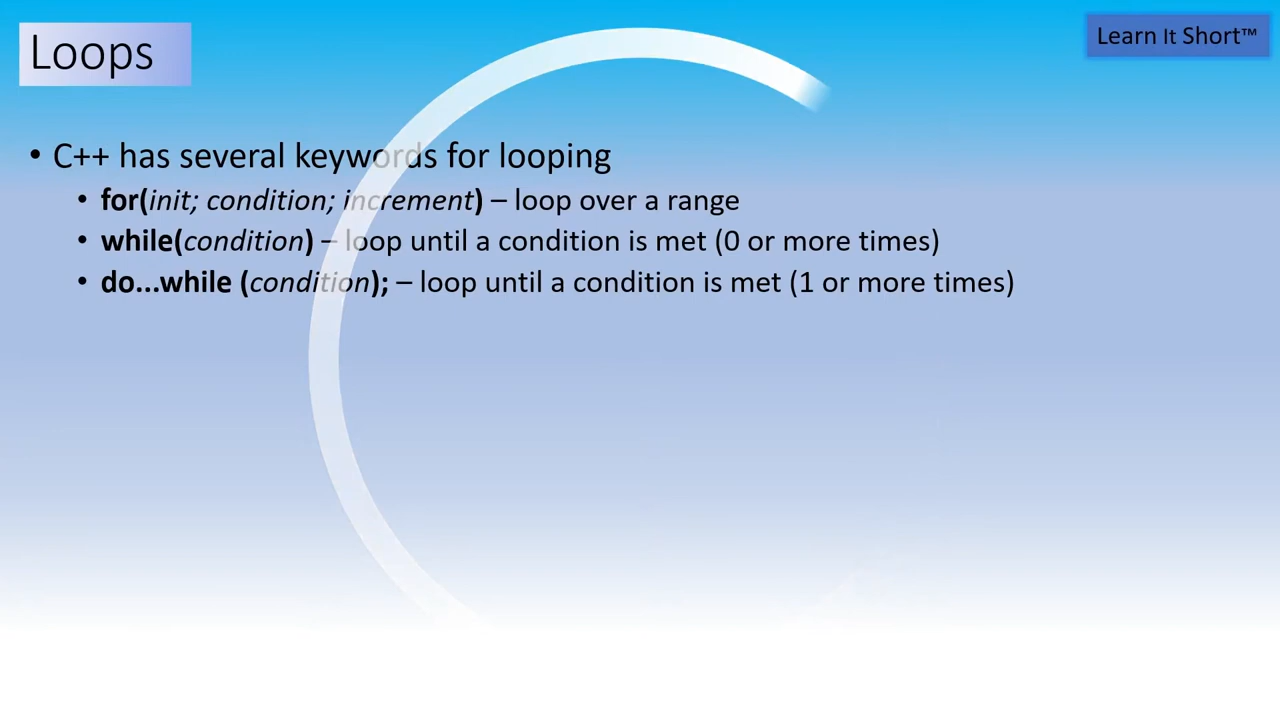 Loops
Learn It Short™
• C++ has several keywords for looping
• for(init; condition; increment) – loop over a range
• while(condition) – loop until a condition is met (0 or more times)
• do...while (condition); – loop until a condition is met (1 or more times)